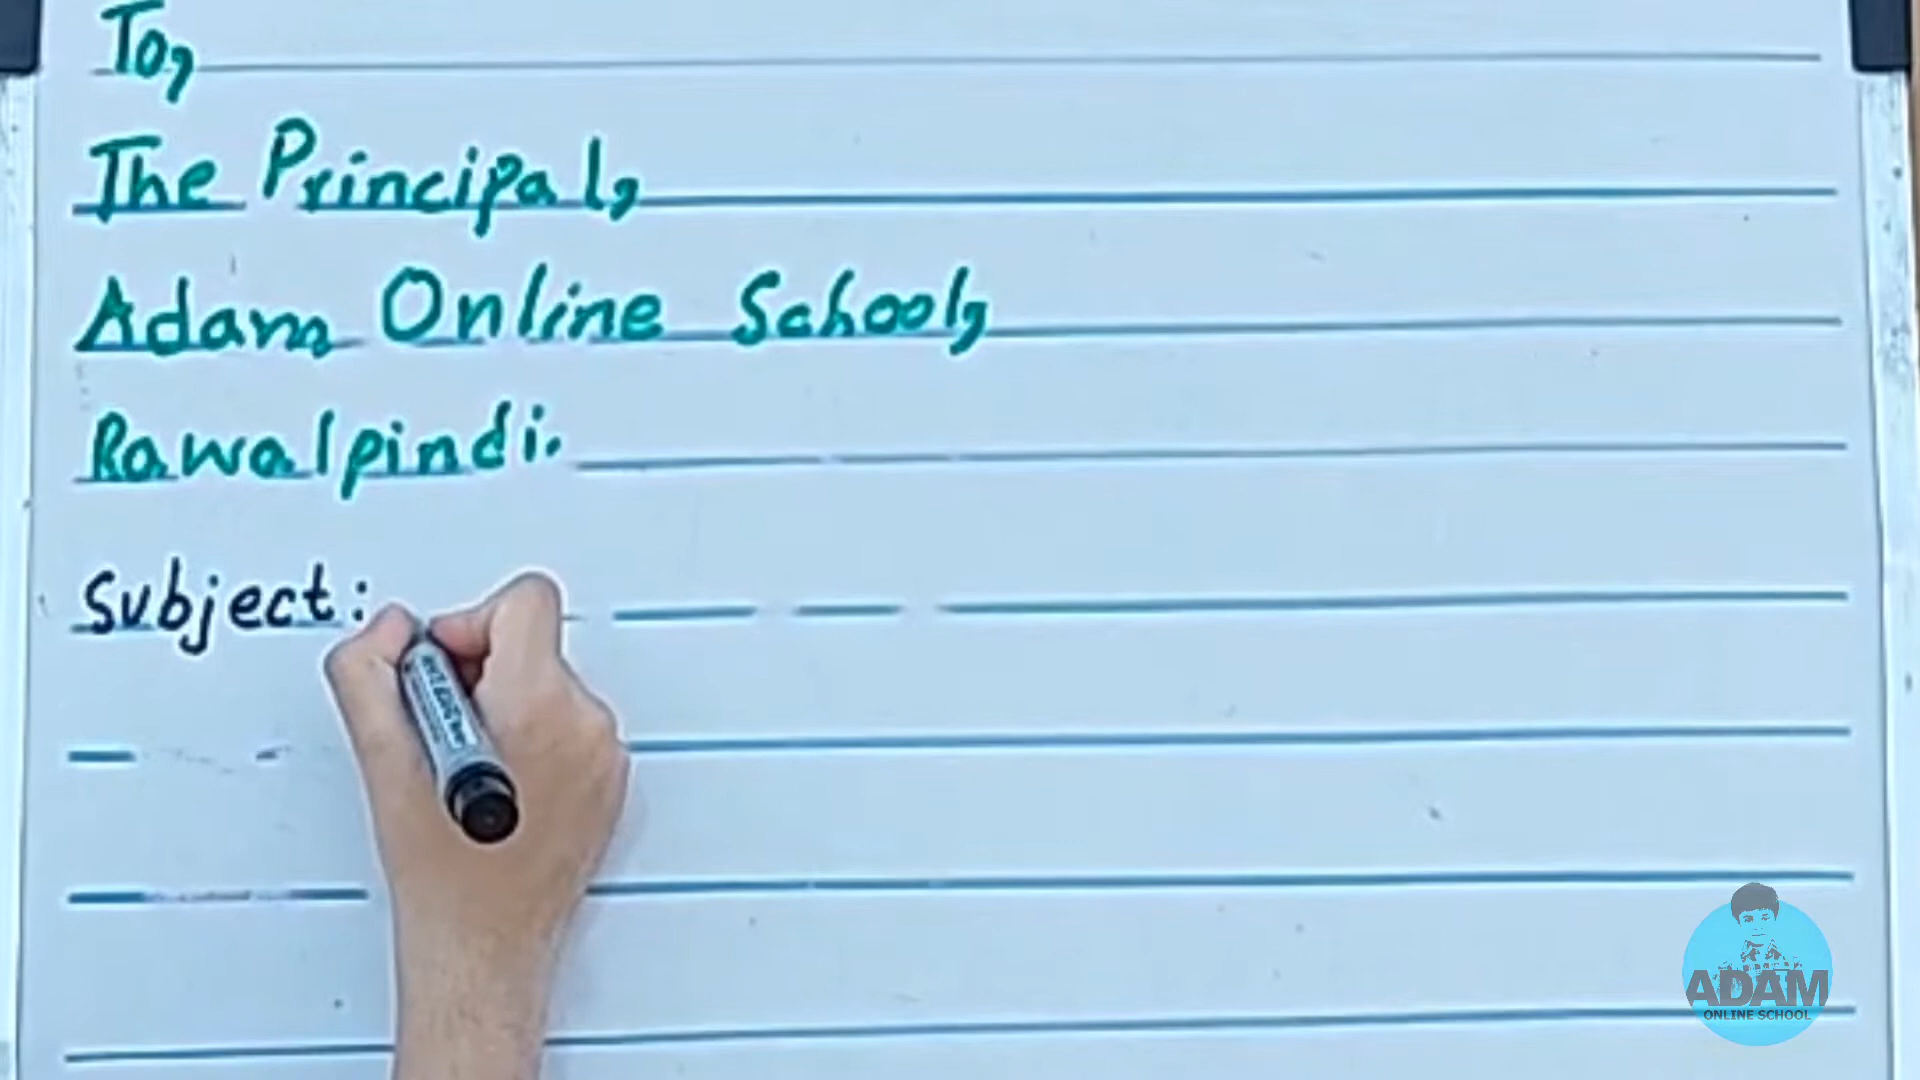 To,
The Principal,
Adam Online School,
Rawalpindi.
Subject:
ADAM
ONLINE SCHOOL